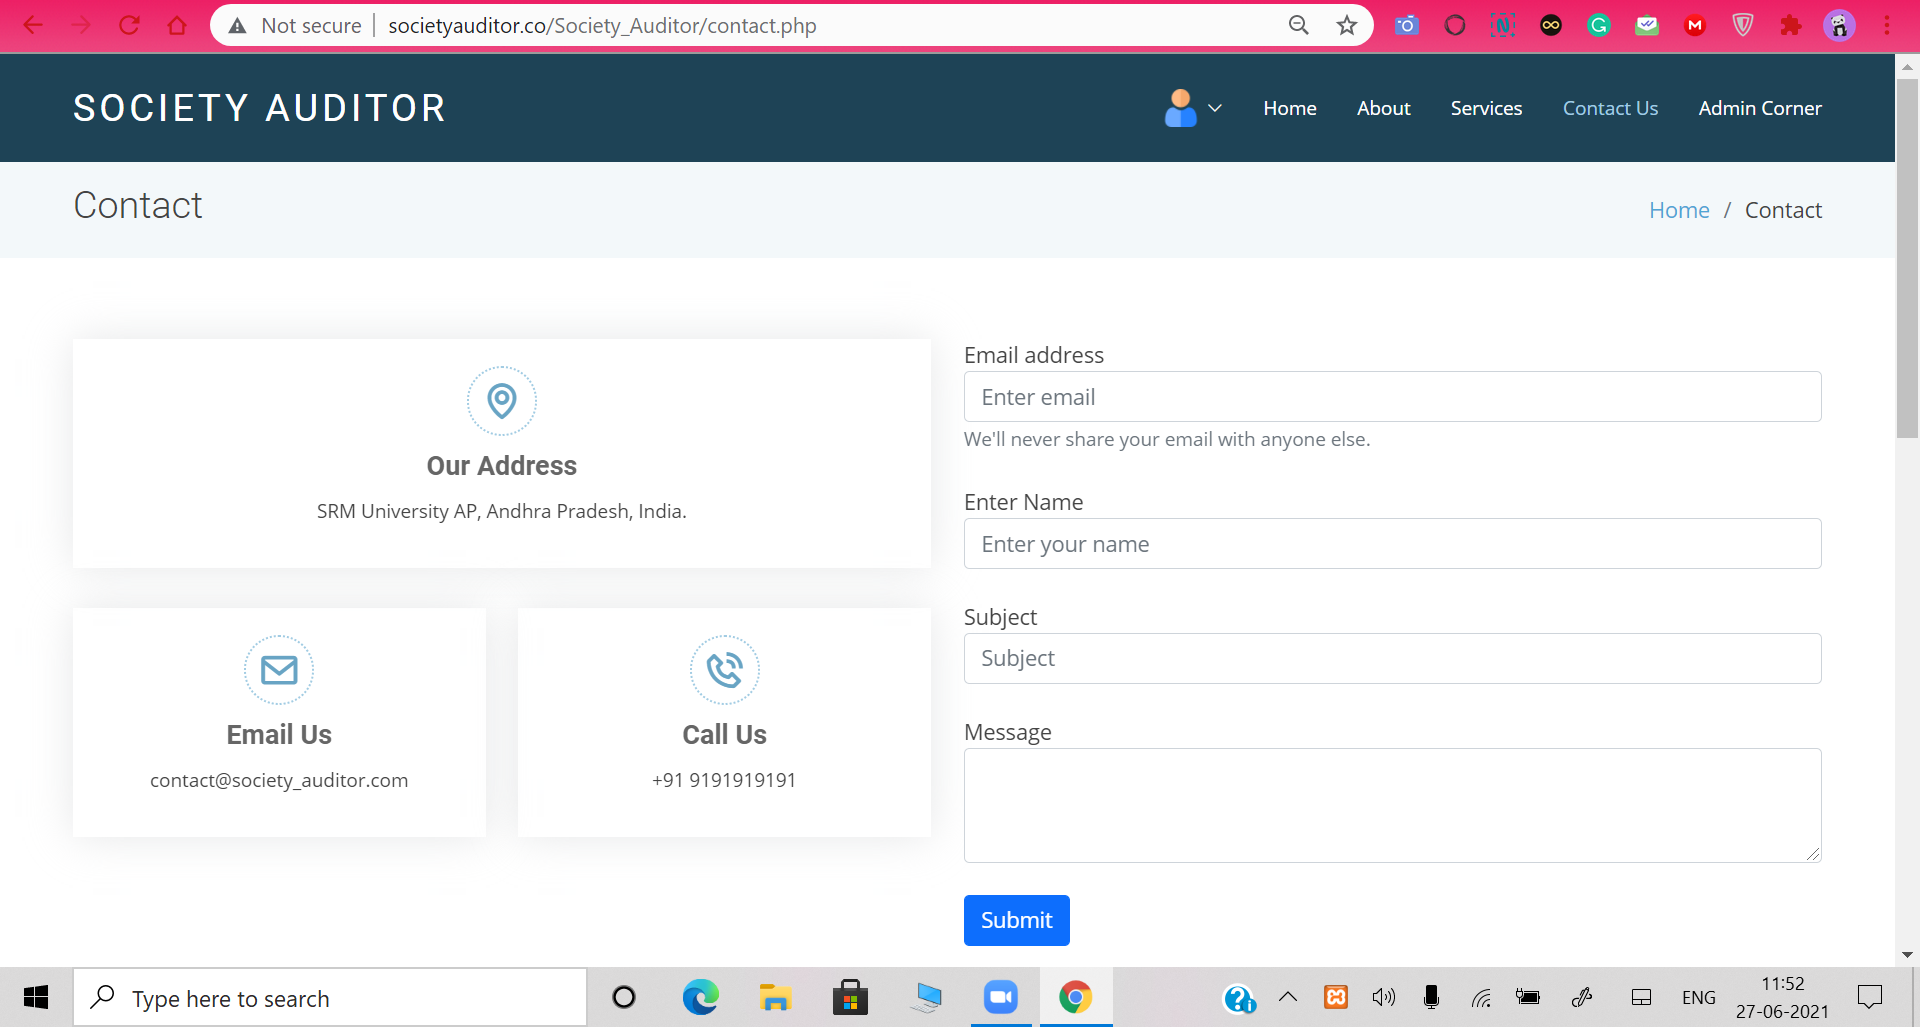 Not secure
societyauditor.co/Society_Auditor/contact.php
SOCIETY AUDITOR
Home
About
Services
Contact Us
Admin Corner
Contact
Home / Contact
Our Address
SRM University AP, Andhra Pradesh, India.
Email Us
contact@society_auditor.com
Call Us
+91 9191919191
Email address
Enter email
We'll never share your email with anyone else.
Enter Name
Enter your name
Subject
Subject
Message
Submit
Type here to search
ENG
11:52
27-06-2021